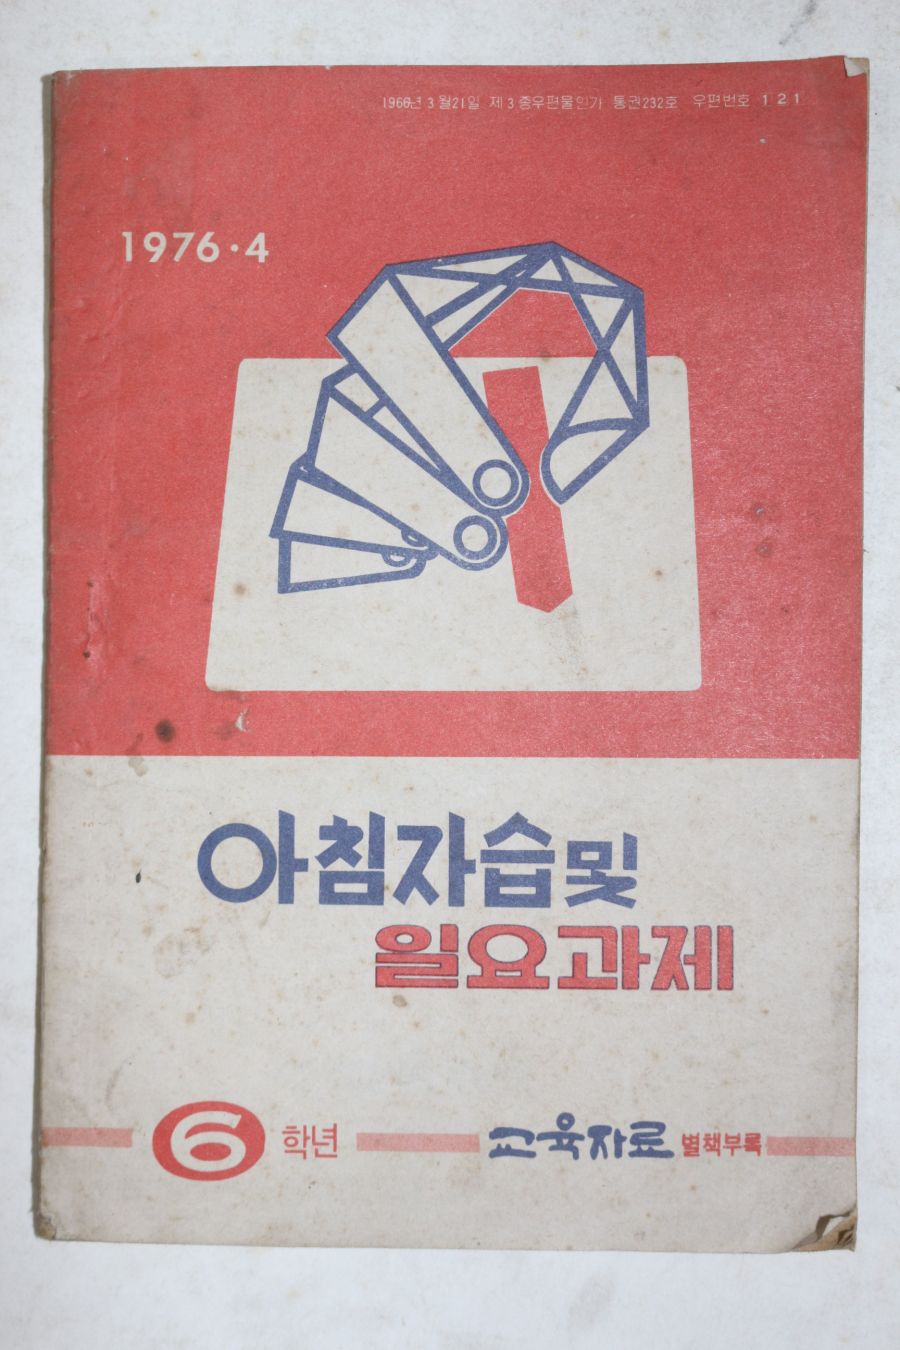 1966년 3월21일 제3종우편물인가 통권232호 우편번호 121
1976·4
아침자습및
일요과제
6학년
교육자료 별책부록